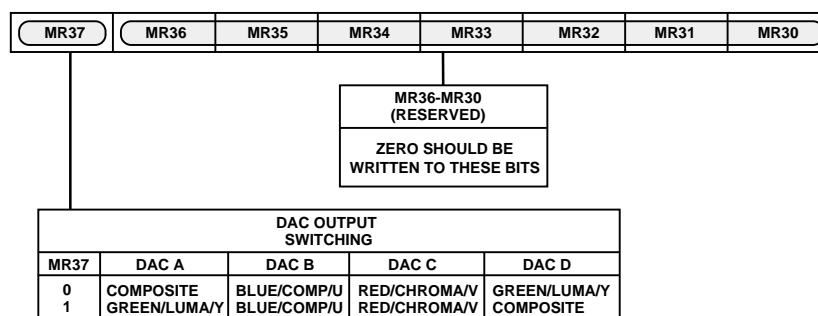 MR37 MR36 MR35 MR34 MR33 MR32 MR31 MR30
MR36-MR30
(RESERVED)
ZERO SHOULD BE
WRITTEN TO THESE BITS
DAC OUTPUT
SWITCHING
MR37 DAC A DAC B DAC C DAC D
0 COMPOSITE BLUE/COMP/U RED/CHROMA/V GREEN/LUMA/Y
1 GREEN/LUMA/Y BLUE/COMP/U RED/CHROMA/V COMPOSITE